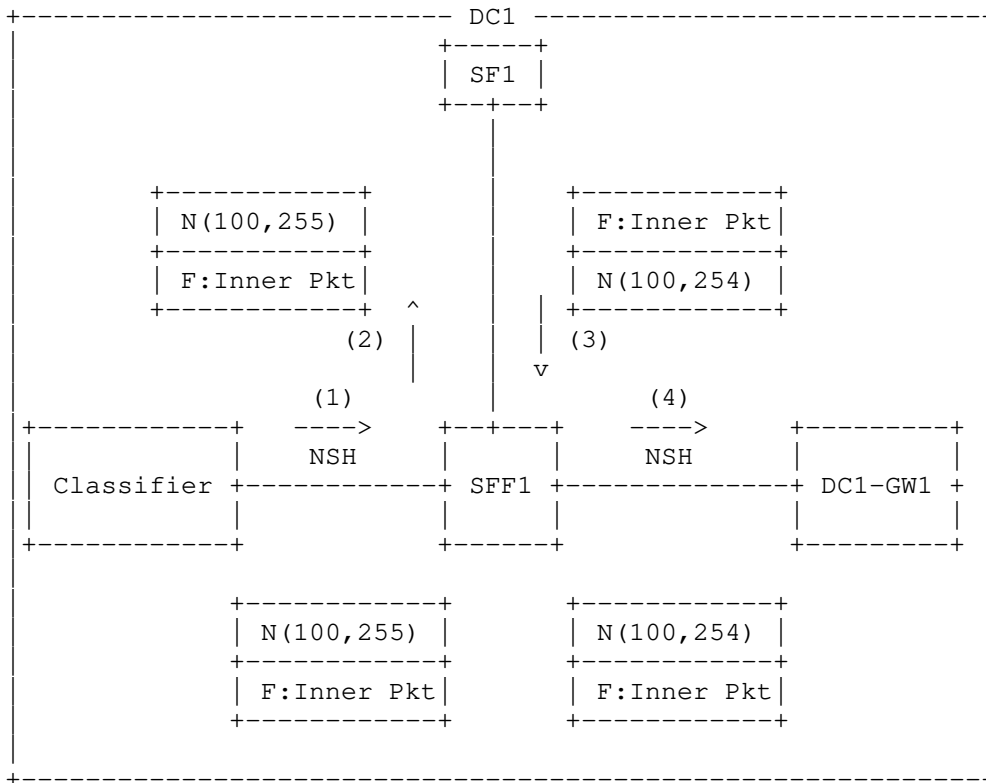 DC1
SF1
N(100,255) F:Inner Pkt
F:Inner Pkt N(100,254)
(2) (3)
(1) (4)
NSH NSH
Classifier SFF1 DC1-GW1
N(100,255) N(100,254)
F:Inner Pkt F:Inner Pkt